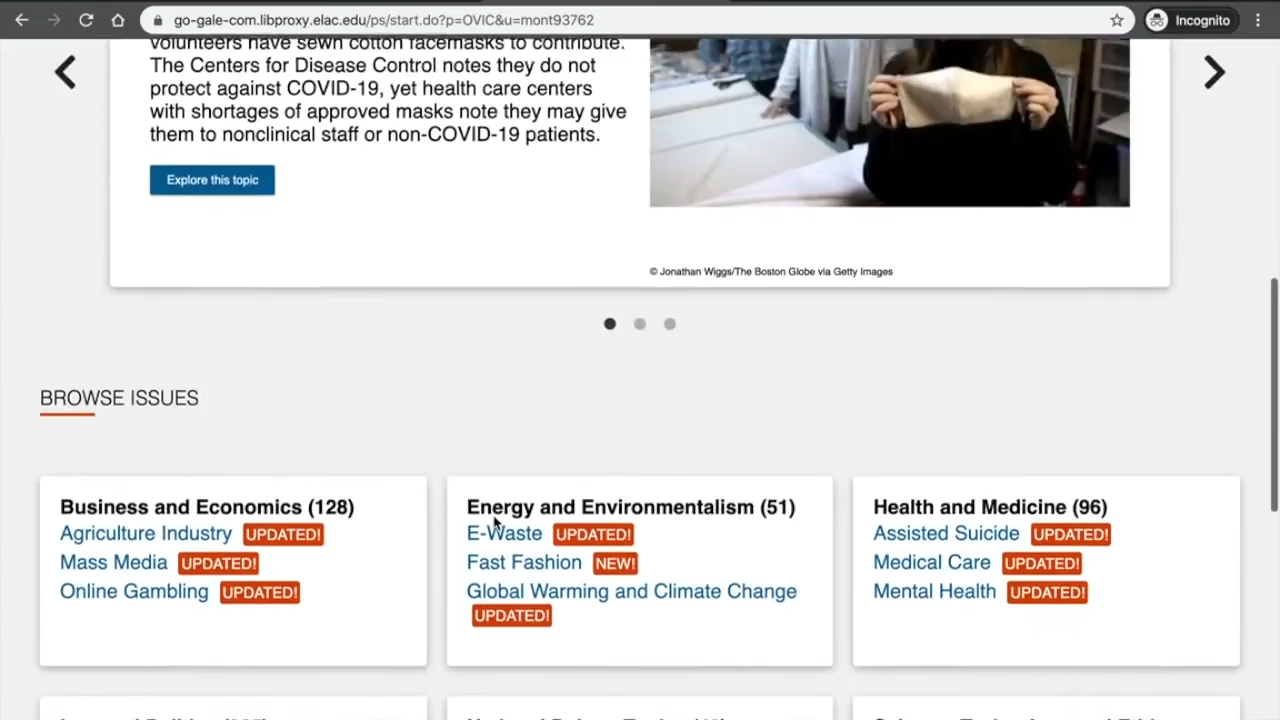 go-gale-com.libproxy.elac.edu/ps/start.do?p=OVIC&u=mont93762
Incognito
volunteers have sewn cotton facemasks to contribute.
The Centers for Disease Control notes they do not
protect against COVID-19, yet health care centers
with shortages of approved masks note they may give
them to nonclinical staff or non-COVID-19 patients.
Explore this topic
© Jonathan Wiggs/The Boston Globe via Getty Images
BROWSE ISSUES
Business and Economics (128)
Agriculture Industry UPDATED!
Mass Media UPDATED!
Online Gambling UPDATED!
Energy and Environmentalism (51)
E-Waste UPDATED!
Fast Fashion NEW!
Global Warming and Climate Change
UPDATED!
Health and Medicine (96)
Assisted Suicide UPDATED!
Medical Care UPDATED!
Mental Health UPDATED!